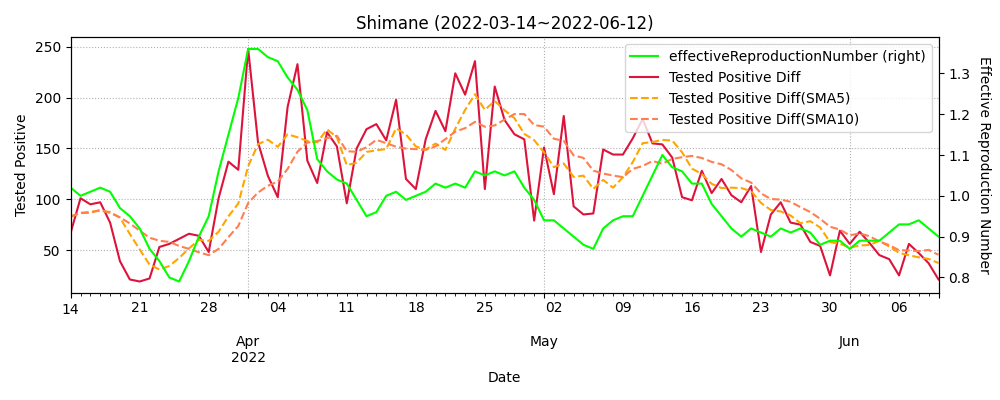 Shimane (2022-03-14~2022-06-12)
effectiveReproductionNumber (right)
Tested Positive Diff
Tested Positive Diff(SMA5)
Tested Positive Diff(SMA10)
Tested Positive
250
200
150
100
50
1.3
1.2
1.1
1.0
0.9
0.8
Effective Reproduction Number
14 21 28 04 11 18 25 02 09 16 23 30 06
Apr May Jun
2022
Date